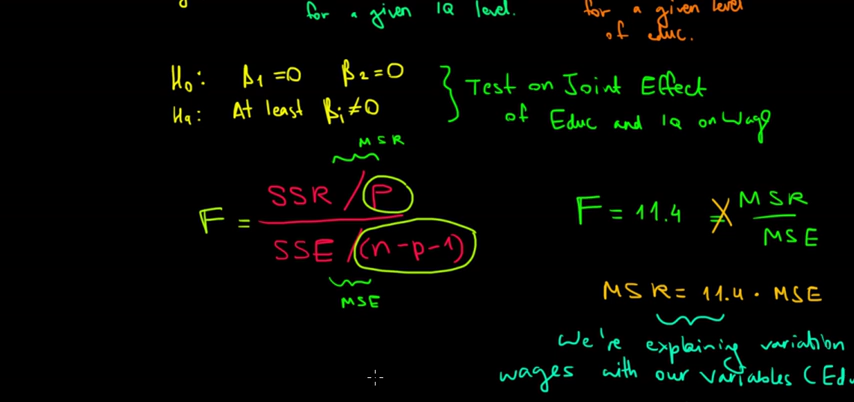 for a given IQ level.
for a given level
of educ.
H₀: β₁=0 β₂=0
Hₐ: At least βᵢ≠0
Test on Joint Effect
of Educ and IQ on Wage
MSR
F = SSR/P
SSE/(n-p-1)
MSE
F = 11.4 = MSR
MSE
MSR = 11.4 · MSE
We're explaining variation
wages with our variables (Edu